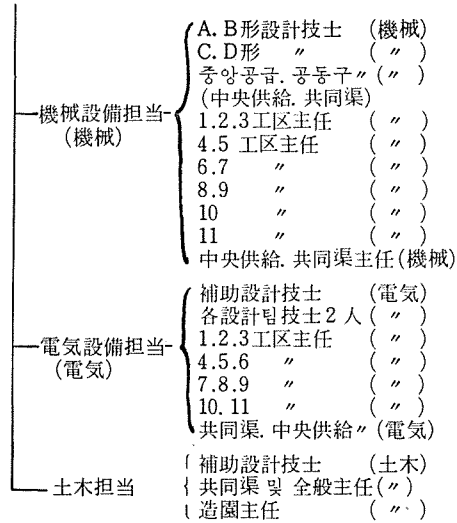 A. B形設計技士 (機械)
C. D形 〃 (〃)
중앙공급. 공동구〃 (〃)
(中央供給. 共同渠)
1.2.3工区主任 (〃)
4.5 工区主任 (〃)
6.7 〃 (〃)
8.9 〃 (〃)
10 〃 (〃)
11 〃 (〃)
中央供給. 共同渠主任(機械)
機械設備担当
(機械)
補助設計技士 (電気)
各設計팀技士2人 (〃)
1.2.3工区主任 (〃)
4.5.6 〃 (〃)
7.8.9 〃 (〃)
10.11 〃 (〃)
共同渠. 中央供給〃 (電気)
電気設備担当
(電気)
補助設計技士 (土木)
共同渠 및 全般主任(〃)
造園主任 (〃)
土木担当